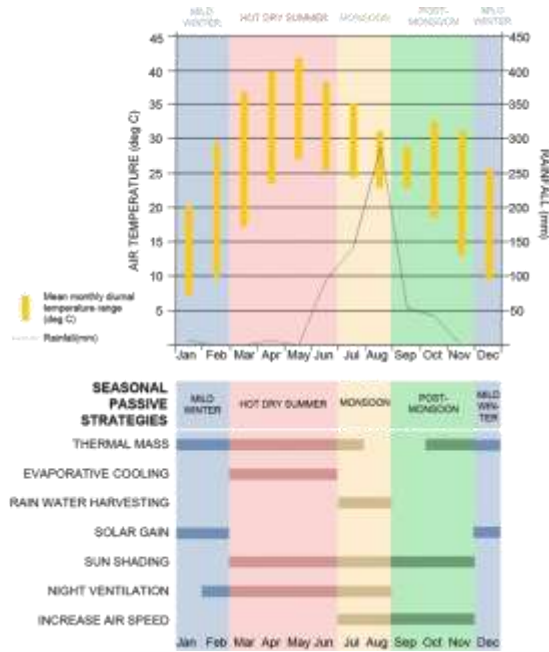 MILD
WINTER
HOT DRY SUMMER
MONSOON
POST-
MONSOON
MILD
WINTER
45
40
35
30
25
20
15
10
5
AIR TEMPERATURE (deg C)
450
400
350
300
250
200
150
100
50
RAINFALL (mm)
Mean monthly diurnal
temperature range
(deg C)
Rainfall(mm)
Jan Feb Mar Apr May Jun Jul Aug Sep Oct Nov Dec
SEASONAL
PASSIVE
STRATEGIES
MILD
WINTER
HOT DRY SUMMER
MONSOON
POST-
MONSOON
MILD
WIN-
TER
THERMAL MASS
EVAPORATIVE COOLING
RAIN WATER HARVESTING
SOLAR GAIN
SUN SHADING
NIGHT VENTILATION
INCREASE AIR SPEED
Jan Feb Mar Apr May Jun Jul Aug Sep Oct Nov Dec